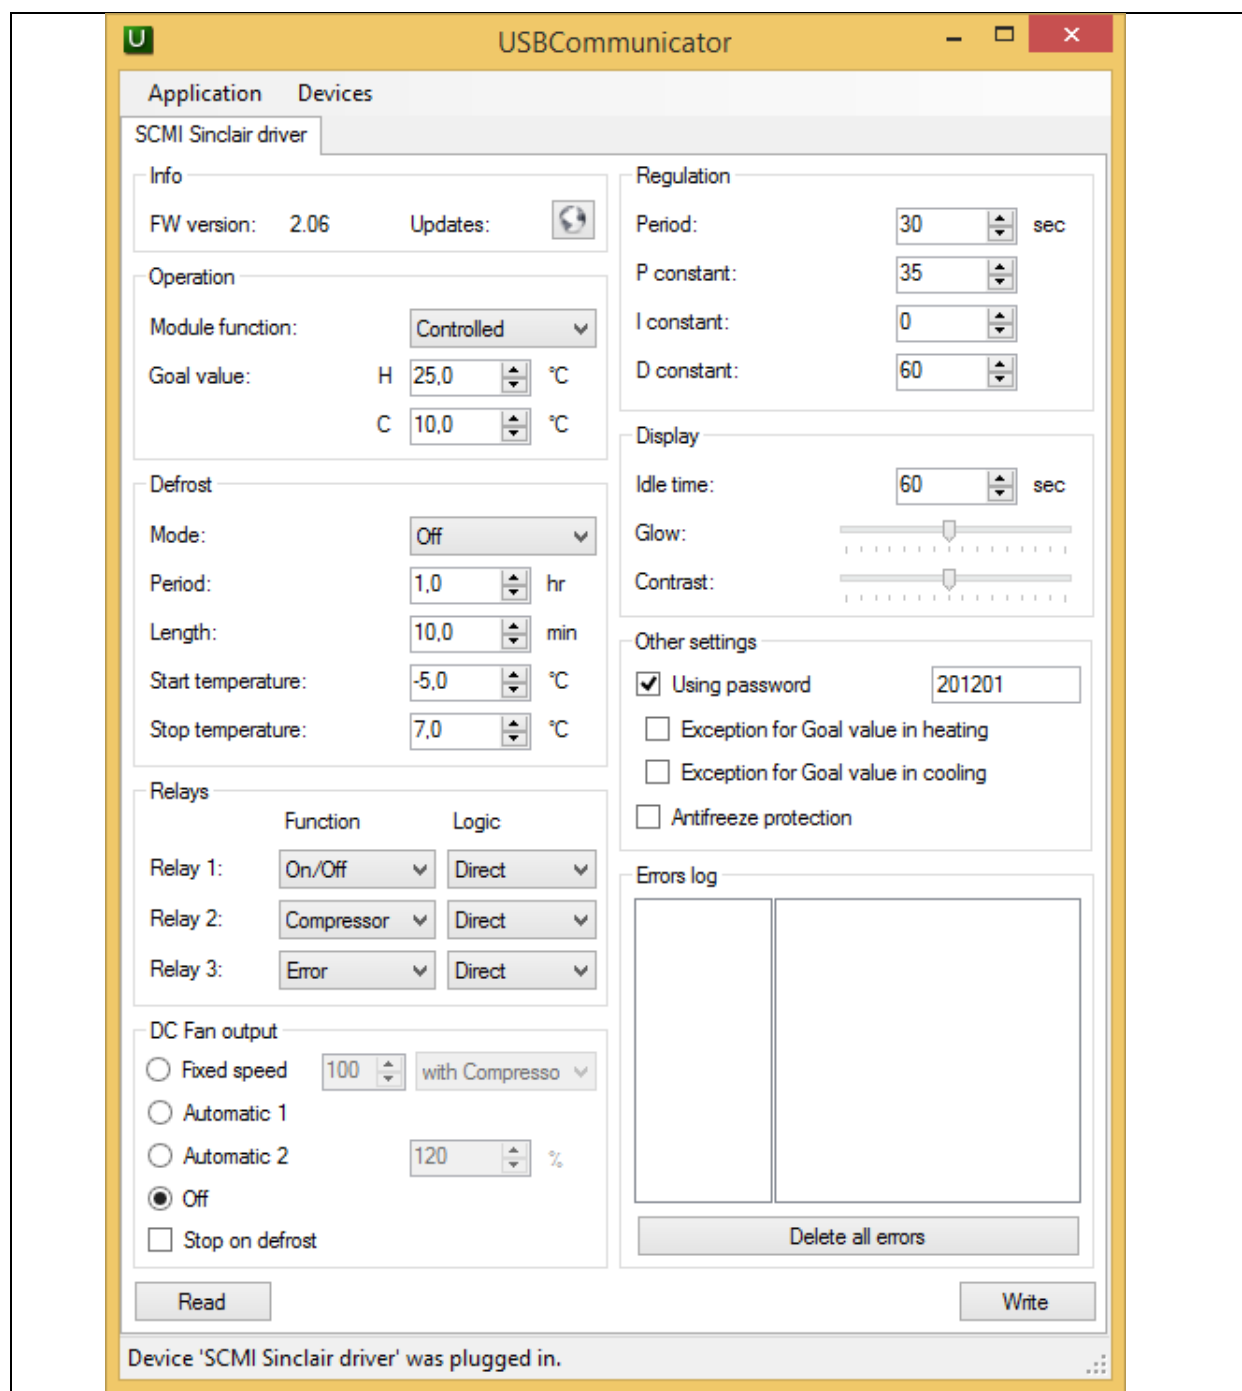 U
USBCommunicator
Application Devices
SCMI Sinclair driver
Info
FW version: 2.06 Updates:
Operation
Module function: Controlled
Goal value: H 25,0 °C
C 10,0 °C
Defrost
Mode: Off
Period: 1,0 hr
Length: 10,0 min
Start temperature: -5,0 °C
Stop temperature: 7,0 °C
Relays
Function Logic
Relay 1: On/Off Direct
Relay 2: Compressor Direct
Relay 3: Error Direct
DC Fan output
Fixed speed 100 with Compresso
Automatic 1
Automatic 2 120 %
Off
Stop on defrost
Read
Regulation
Period: 30 sec
P constant: 35
I constant: 0
D constant: 60
Display
Idle time: 60 sec
Glow:
Contrast:
Other settings
Using password 201201
Exception for Goal value in heating
Exception for Goal value in cooling
Antifreeze protection
Errors log
Delete all errors
Write
Device 'SCMI Sinclair driver' was plugged in.